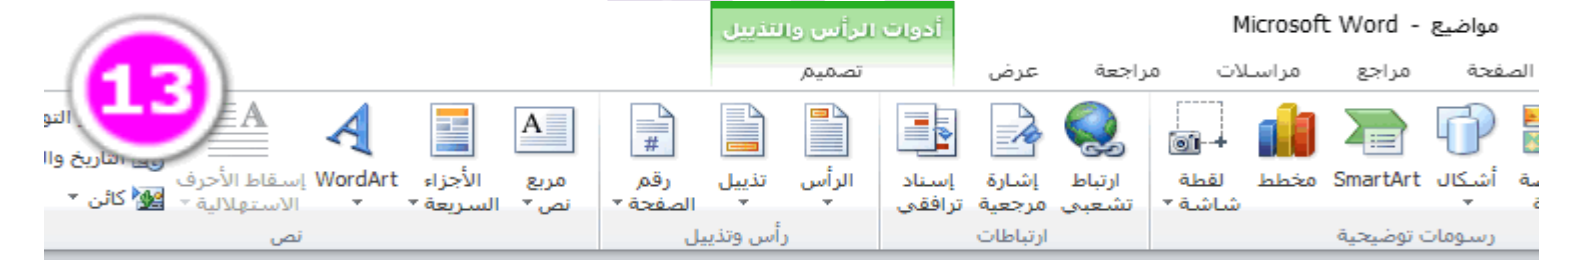 مواضيع - Microsoft Word
أدوات الرأس والتذييل
الصفحة مراجع مراسلات مراجعة عرض تصميم
13
أشكال SmartArt مخطط لقطة شاشة
ارتباط تشعبي إشارة مرجعية إسناد ترافقي
الرأس تذييل رقم الصفحة
مربع نص الأجزاء السريعة WordArt إسقاط الأحرف الاستهلالية
التاريخ
كائن
رسومات توضيحية ارتباطات رأس وتذييل نص